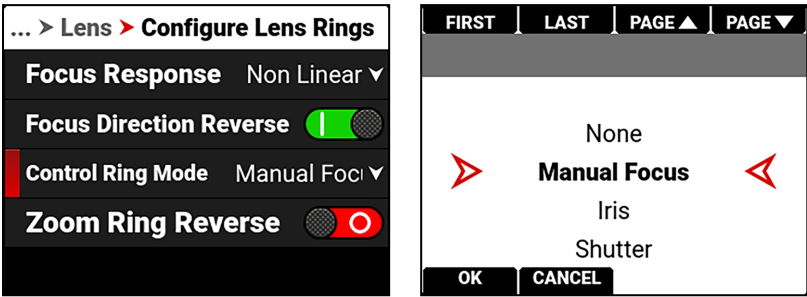 ... > Lens > Configure Lens Rings
Focus Response Non Linear
Focus Direction Reverse
Control Ring Mode Manual Foc
Zoom Ring Reverse
FIRST LAST PAGE▲ PAGE▼
None
Manual Focus
Iris
Shutter
OK CANCEL